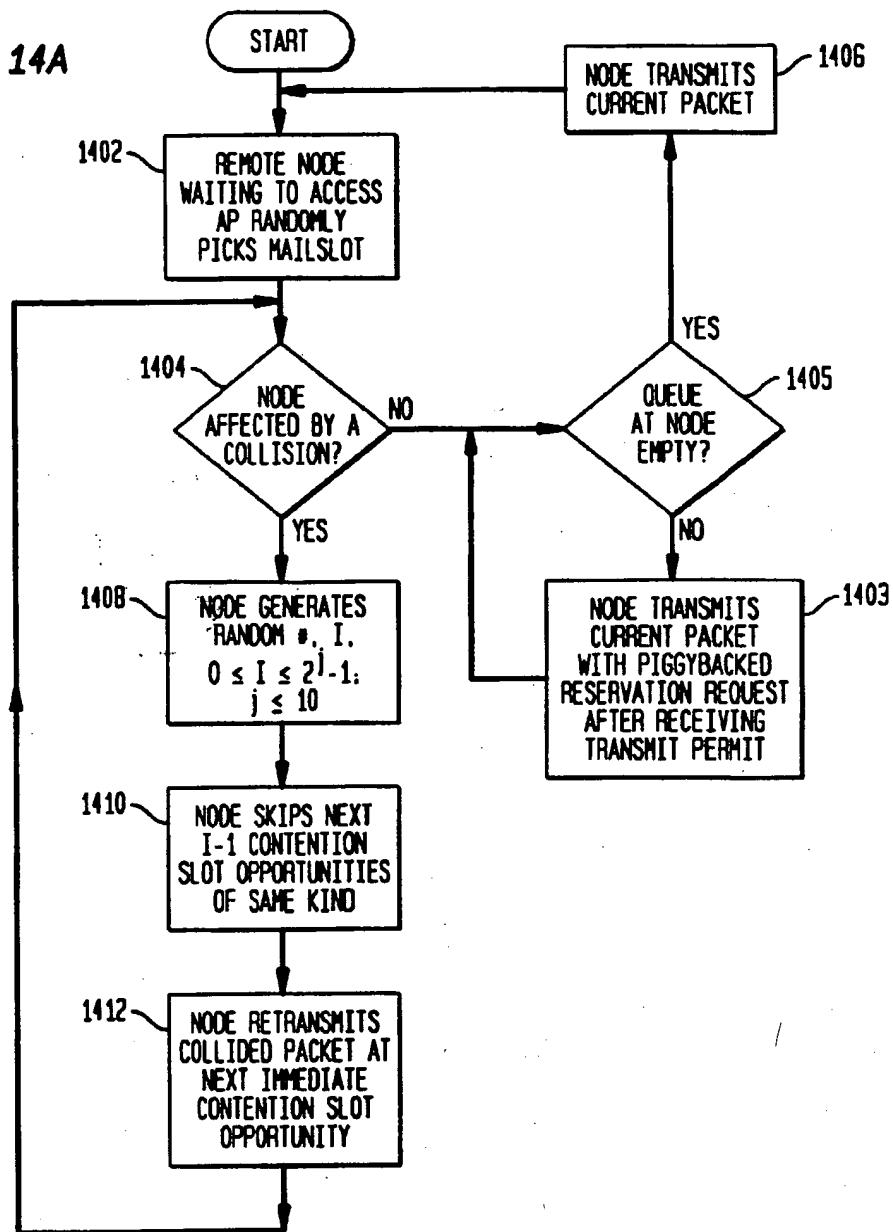 14A
START
1406
NODE TRANSMITS
CURRENT PACKET
1402
REMOTE NODE
WAITING TO ACCESS
AP RANDOMLY
PICKS MAILSLOT
1404
NODE
AFFECTED BY A
COLLISION?
NO
YES
1405
QUEUE
AT NODE
EMPTY?
YES
NO
1408
NODE GENERATES
RANDOM #, I,
0 ≤ I ≤ 2^j-1;
j ≤ 10
1403
NODE TRANSMITS
CURRENT PACKET
WITH PIGGYBACKED
RESERVATION REQUEST
AFTER RECEIVING
TRANSMIT PERMIT
1410
NODE SKIPS NEXT
I-1 CONTENTION
SLOT OPPORTUNITIES
OF SAME KIND
1412
NODE RETRANSMITS
COLLIDED PACKET AT
NEXT IMMEDIATE
CONTENTION SLOT
OPPORTUNITY